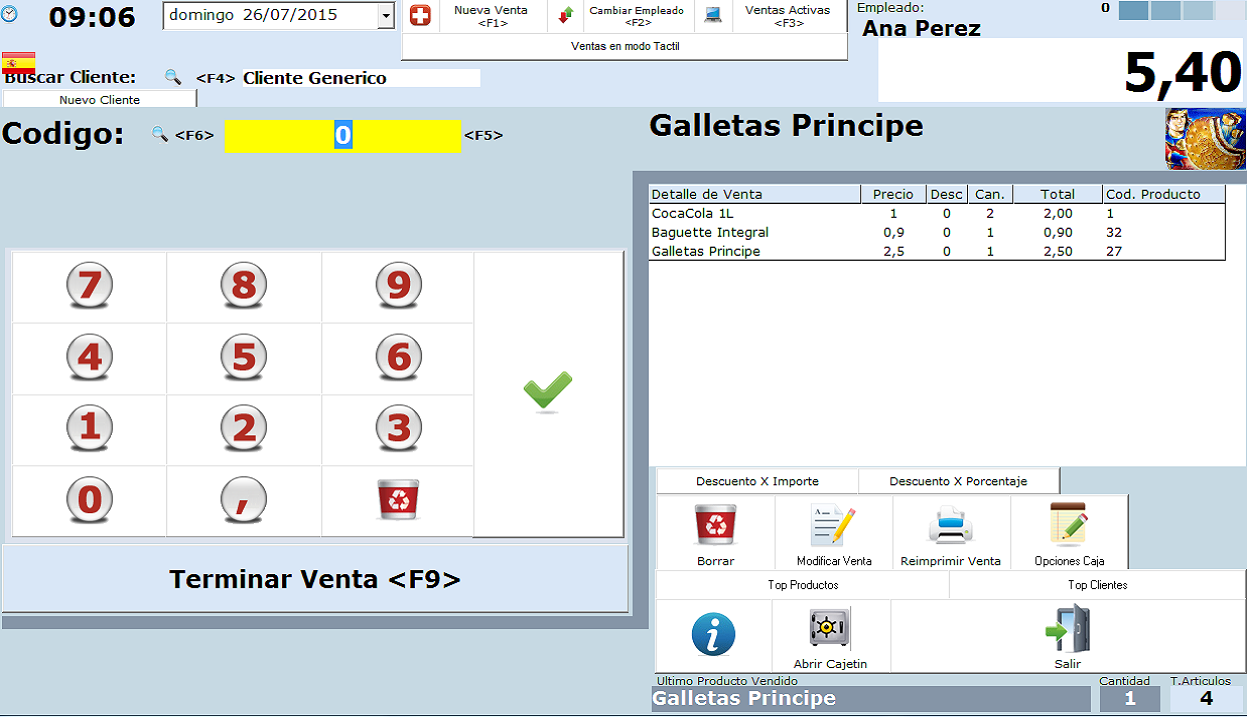 09:06
domingo 26/07/2015
Nueva Venta
<F1>
Cambiar Empleado
<F2>
Ventas Activas
<F3>
Ventas en modo Tactil
Empleado:
0
Ana Perez
5,40
Buscar Cliente: <F4> Cliente Generico
Nuevo Cliente
Codigo: <F6> 0 <F5>
Galletas Principe
Detalle de Venta Precio Desc Can. Total Cod. Producto
CocaCola 1L 1 0 2 2,00 1
Baguette Integral 0,9 0 1 0,90 32
Galletas Principe 2,5 0 1 2,50 27
7 8 9
4 5 6
1 2 3
0 ,
Terminar Venta <F9>
Descuento X Importe Descuento X Porcentaje
Borrar Modificar Venta Reimprimir Venta Opciones Caja
Top Productos Top Clientes
i
Abrir Cajetin Salir
Ultimo Producto Vendido Cantidad T.Articulos
Galletas Principe 1 4